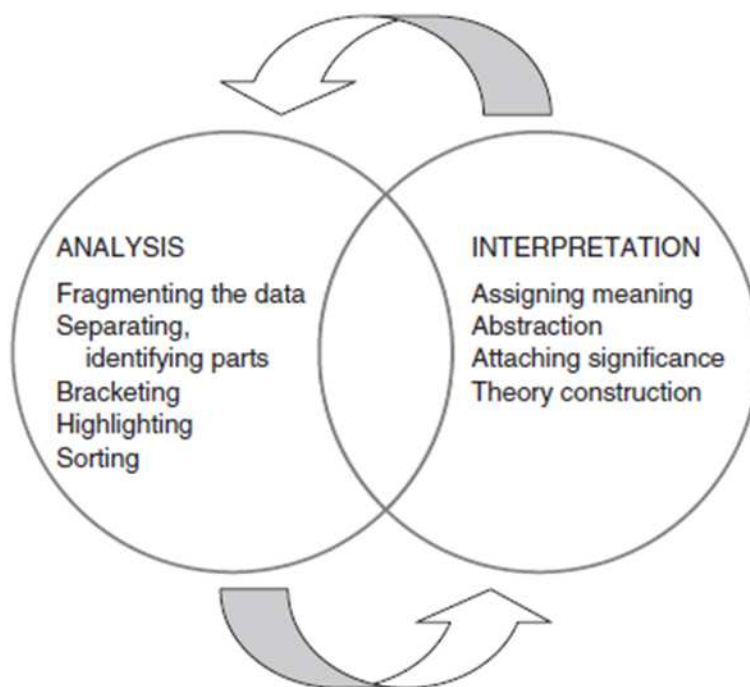 ANALYSIS
Fragmenting the data
Separating,
identifying parts
Bracketing
Highlighting
Sorting
INTERPRETATION
Assigning meaning
Abstraction
Attaching significance
Theory construction